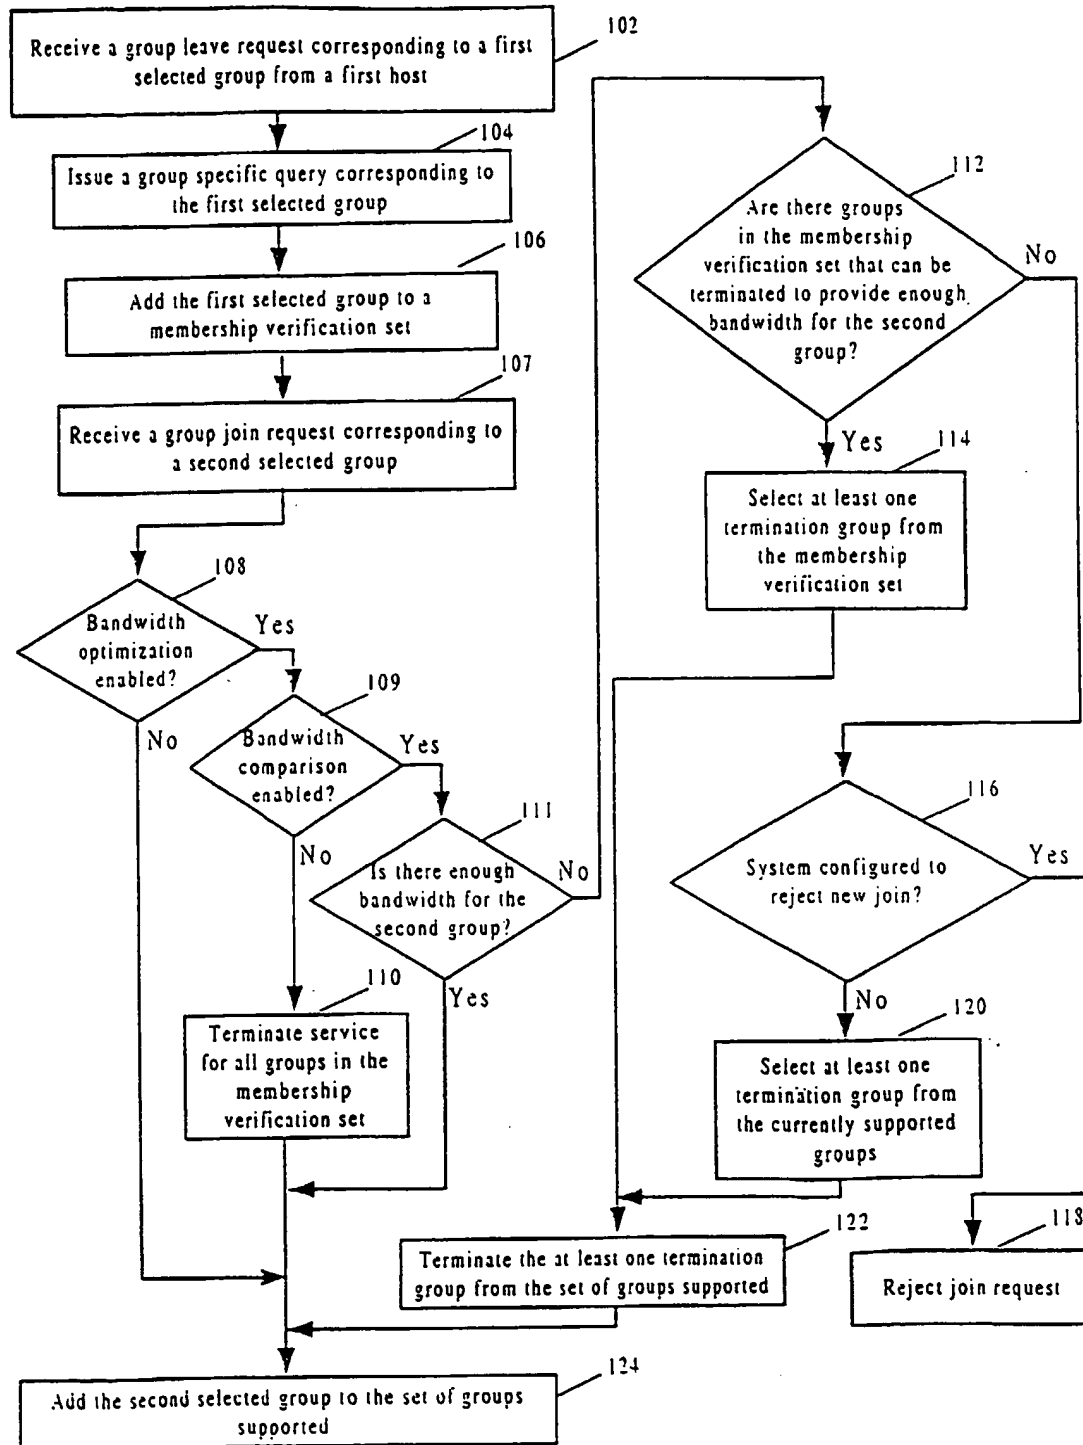 102
Receive a group leave request corresponding to a first
selected group from a first host
104
Issue a group specific query corresponding to
the first selected group
106
Add the first selected group to a
membership verification set
107
Receive a group join request corresponding to
a second selected group
108
Bandwidth
optimization
enabled?
Yes
No
109
Bandwidth
comparison
enabled?
Yes
No
111
Is there enough
bandwidth for the
second group?
No
Yes
110
Terminate service
for all groups in the
membership
verification set
112
Are there groups
in the membership
verification set that can be
terminated to provide enough
bandwidth for the second
group?
No
Yes
114
Select at least one
termination group from
the membership
verification set
116
System configured to
reject new join?
Yes
No
120
Select at least one
termination group from
the currently supported
groups
122
Terminate the at least one termination
group from the set of groups supported
118
Reject join request
124
Add the second selected group to the set of groups
supported